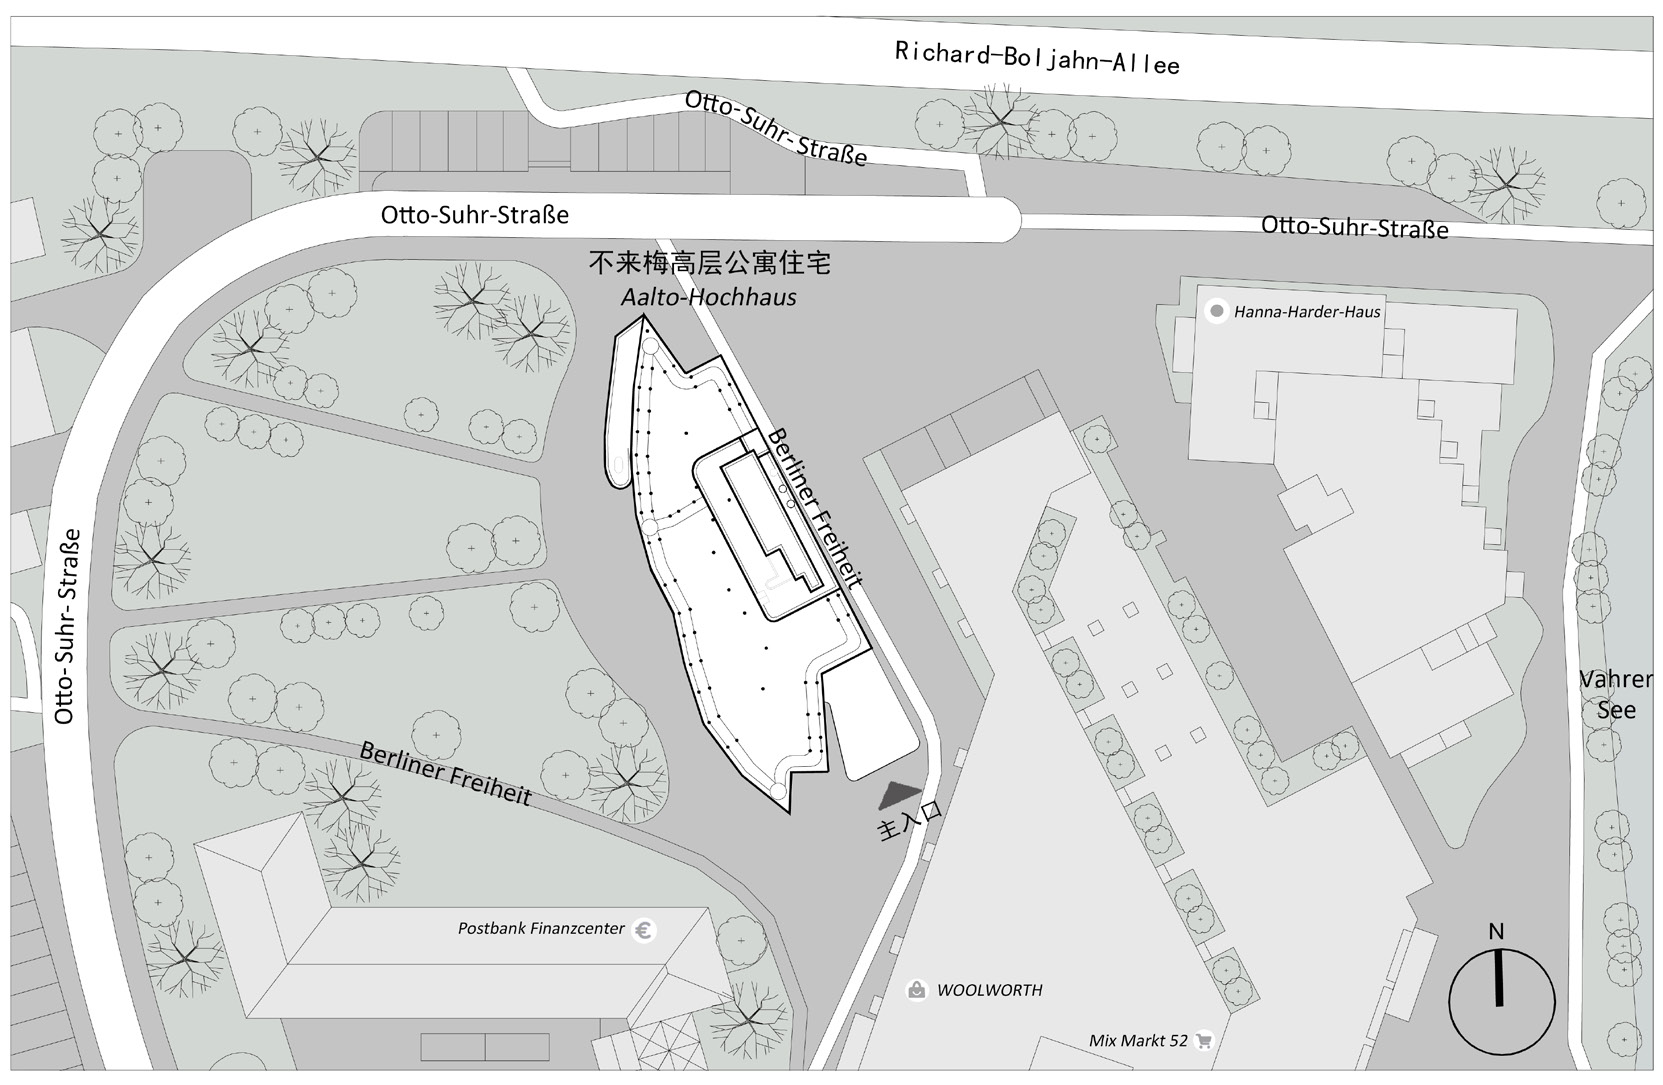 Richard-Boljahn-Allee
Otto-Suhr-Straße
Otto-Suhr-Straße
Otto-Suhr-Straße
不来梅高层公寓住宅
Aalto-Hochhaus
Hanna-Harder-Haus
Berliner Freiheit
Otto-Suhr-Straße
Vahrer
See
Berliner Freiheit
主入口
Postbank Finanzcenter
€
N
WOOLWORTH
Mix Markt 52